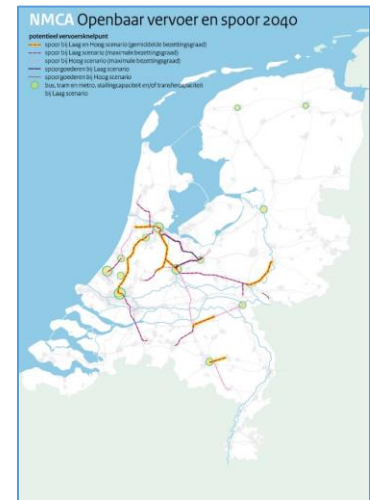 NMCA Openbaar vervoer en spoor 2040
potentieel vervoersknelpunt
spoor bij Laag en Hoog scenario (gemiddelde bezettingsgraad)
spoor bij Laag scenario (maximale bezettingsgraad)
spoor bij Hoog scenario (maximale bezettingsgraad)
spoorgoederen bij Laag scenario
spoorgoederen bij Hoog scenario
bus, tram en metro, stallingscapaciteit en/of transfercapaciteit
bij Laag scenario